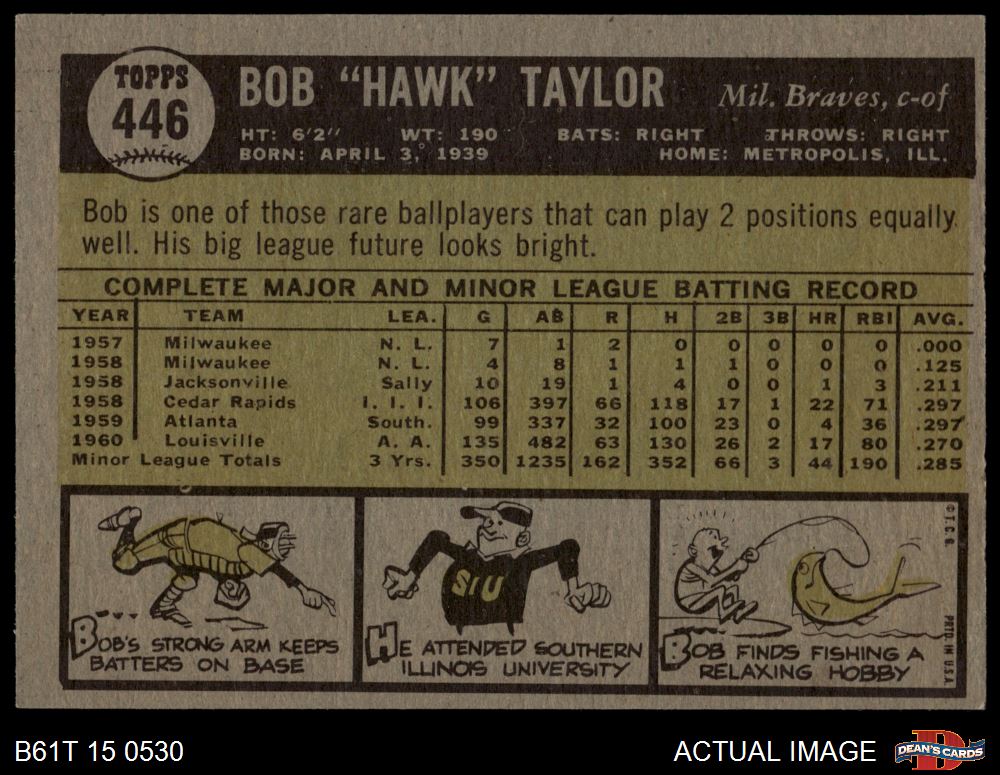 TOPPS
446
BOB "HAWK" TAYLOR
Mil. Braves, c-of
HT: 6'2" WT: 190 BATS: RIGHT THROWS: RIGHT
BORN: APRIL 3, 1939 HOME: METROPOLIS, ILL.
Bob is one of those rare ballplayers that can play 2 positions equally
well. His big league future looks bright.
COMPLETE MAJOR AND MINOR LEAGUE BATTING RECORD
YEAR TEAM LEA. G AB R H 2B 3B HR RBI AVG.
1957 Milwaukee N. L. 7 1 2 0 0 0 0 0 .000
1958 Milwaukee N. L. 4 8 1 1 1 0 0 0 .125
1958 Jacksonville Sally 10 19 1 4 0 0 1 3 .211
1958 Cedar Rapids I. I. I. 106 397 66 118 17 1 22 71 .297
1959 Atlanta South. 99 337 32 100 23 0 4 36 .297
1960 Louisville A. A. 135 482 63 130 26 2 17 80 .270
Minor League Totals 3 Yrs. 350 1235 162 352 66 3 44 190 .285
BOB'S STRONG ARM KEEPS
BATTERS ON BASE
SIU
HE ATTENDED SOUTHERN
ILLINOIS UNIVERSITY
BOB FINDS FISHING A
RELAXING HOBBY
© T. C. G.
PRTD. IN U.S.A.
B61T 15 0530
ACTUAL IMAGE
D
DEAN'S CARDS